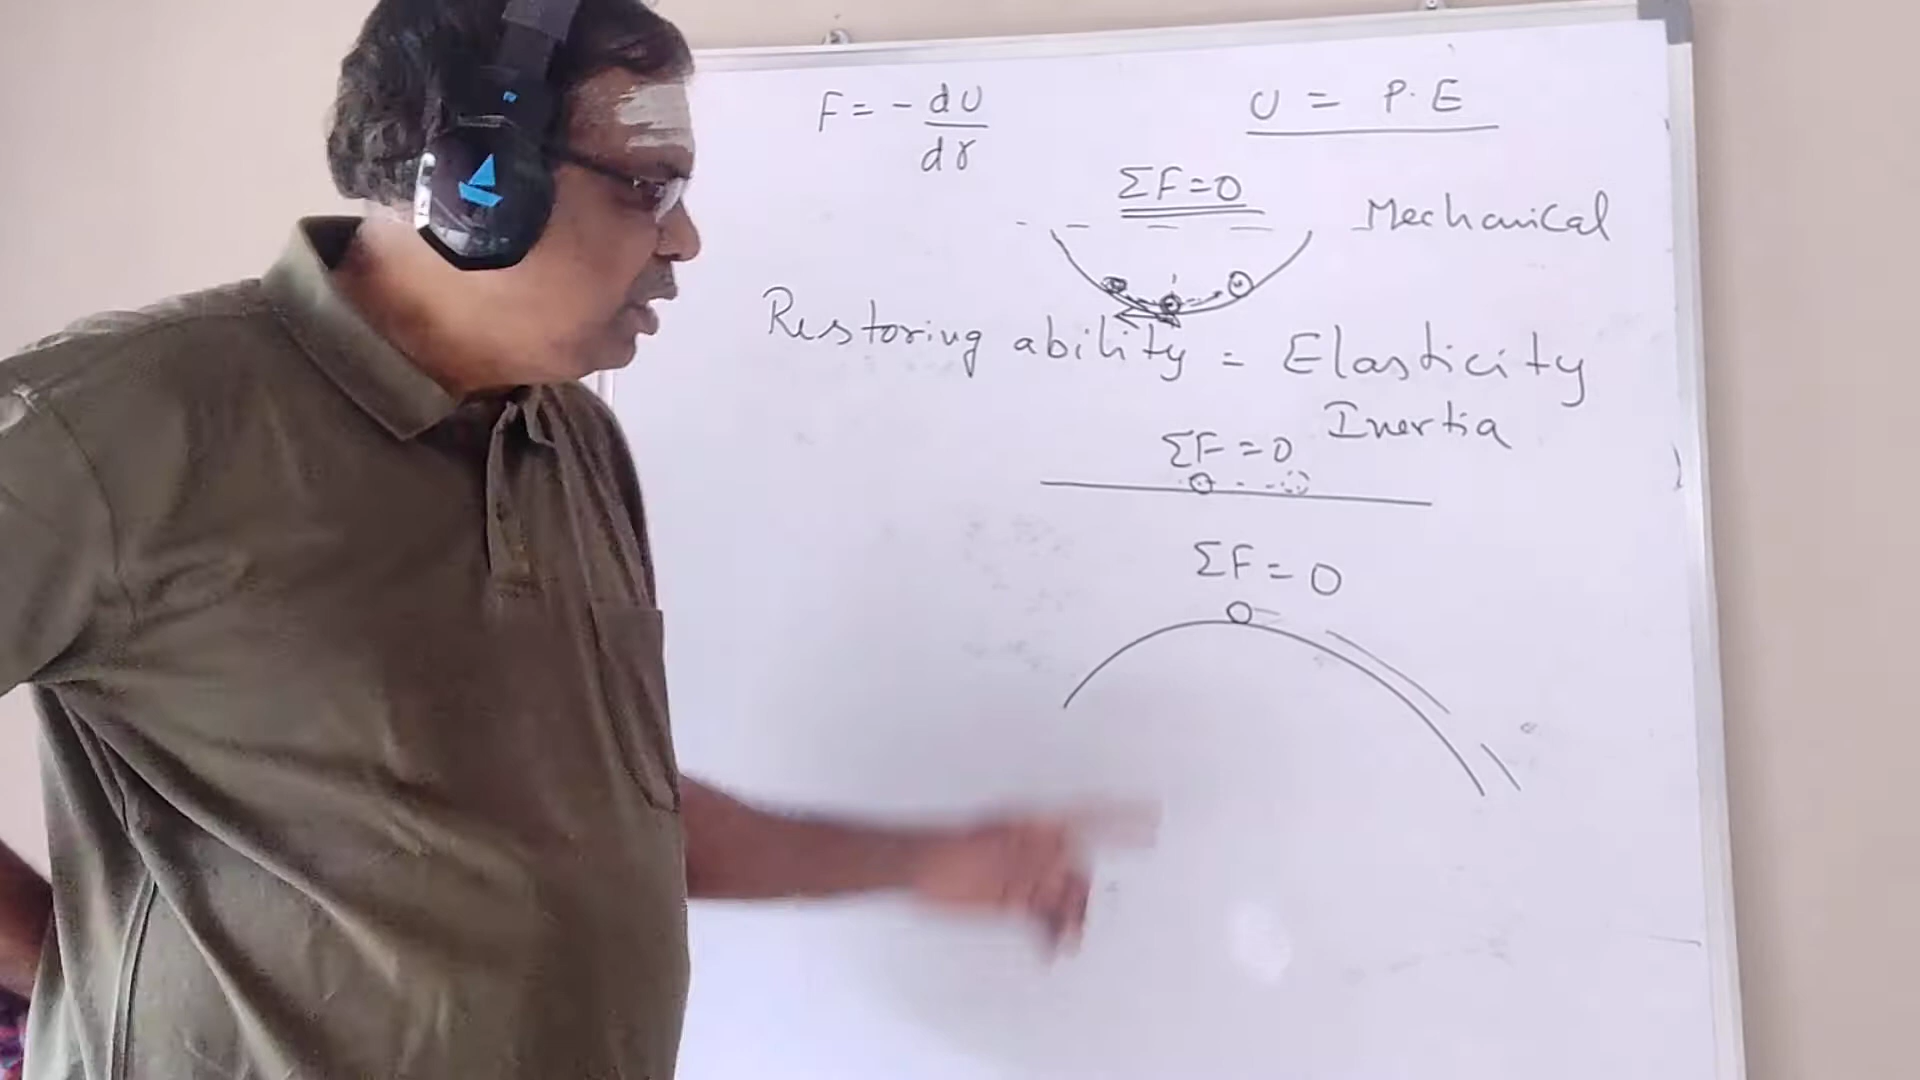 F = - dU/dr
U = P.E
ΣF=0
Mechanical
Restoring ability = Elasticity
Inertia
ΣF = 0
ΣF = 0